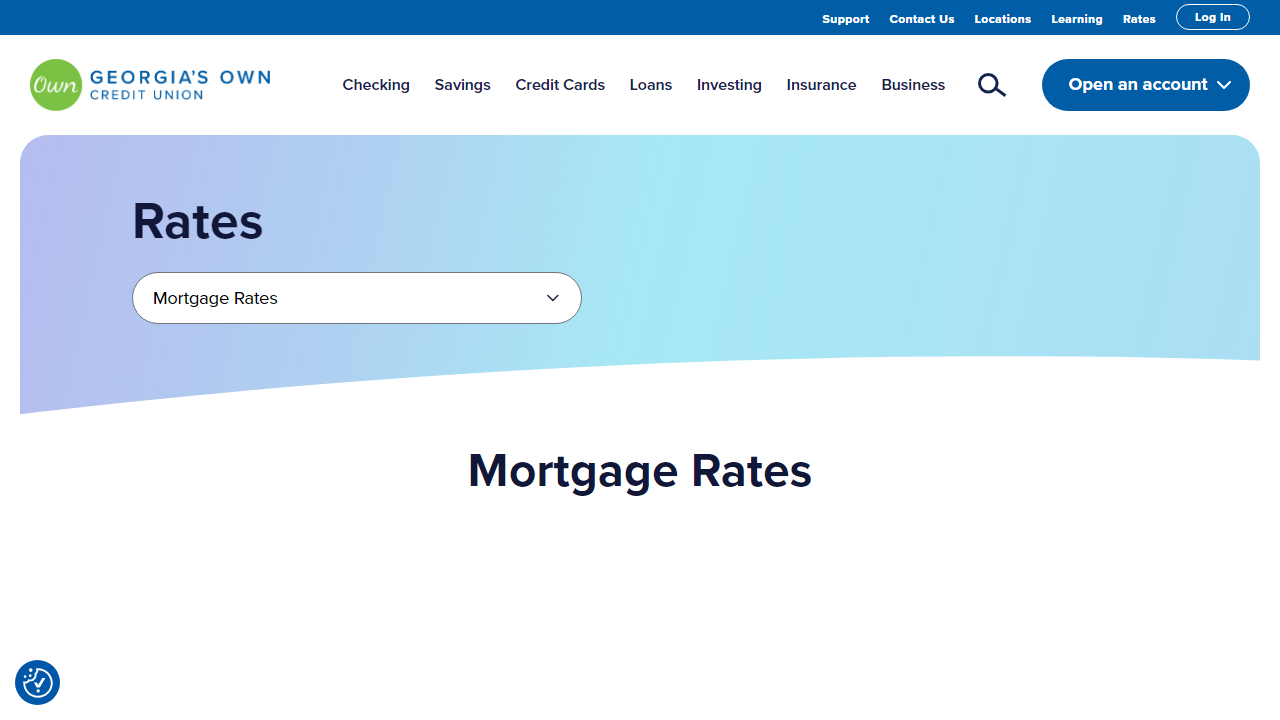 Support Contact Us Locations Learning Rates Log In
Own GEORGIA'S OWN
CREDIT UNION
Checking Savings Credit Cards Loans Investing Insurance Business Open an account
Rates
Mortgage Rates
Mortgage Rates